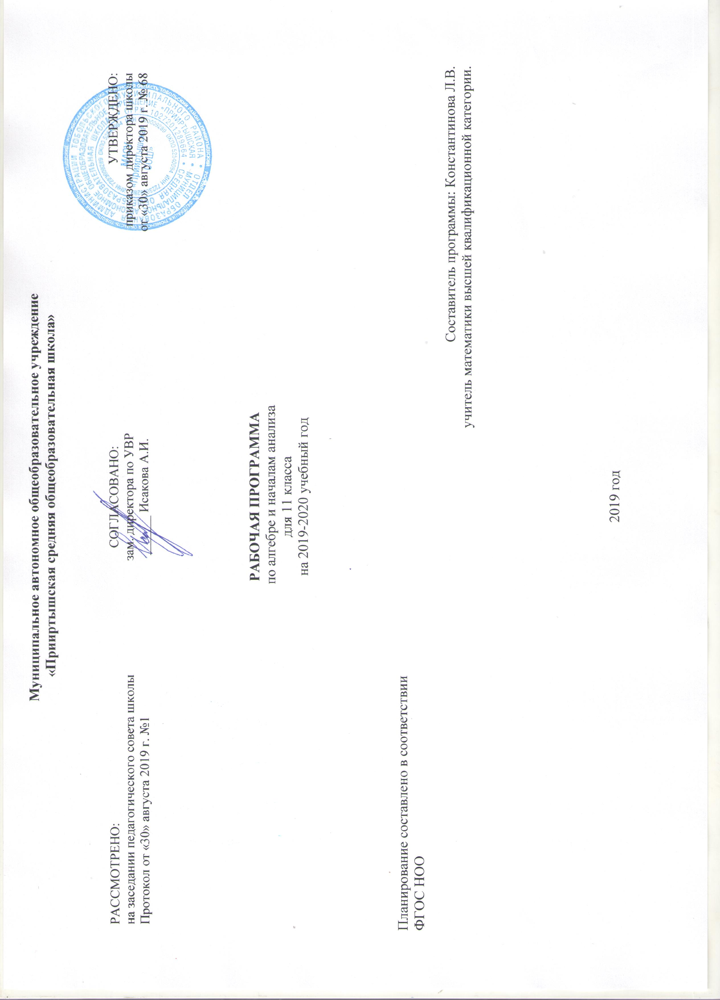 Муниципальное автономное общеобразовательное учреждение
«Прииртышская средняя общеобразовательная школа»
РАССМОТРЕНО:
на заседании педагогического совета школы
Протокол от «30» августа 2019 г. №1
СОГЛАСОВАНО:
зам. директора по УВР
Исакова А.И.
УТВЕРЖДЕНО:
приказом директора школы
от «30» августа 2019 г. № 68
РАБОЧАЯ ПРОГРАММА
по алгебре и началам анализа
для 11 класса
на 2019-2020 учебный год
Планирование составлено в соответствии
ФГОС НОО
Составитель программы: Константинова Л.В.
учитель математики высшей квалификационной категории.
2019 год